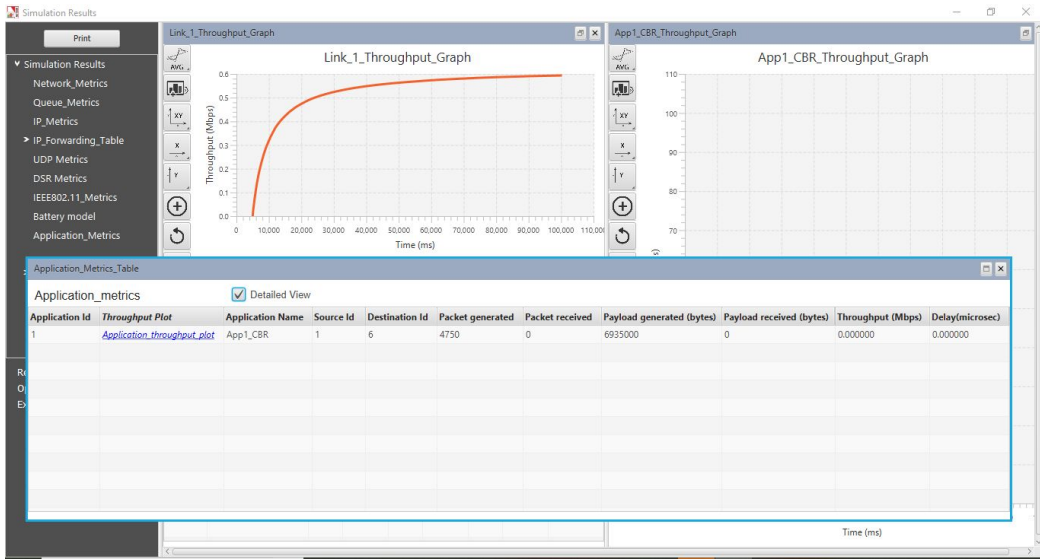 Simulation Results
Print
Simulation Results
Network_Metrics
Queue_Metrics
IP_Metrics
IP_Forwarding_Table
UDP Metrics
DSR Metrics
IEEE802.11_Metrics
Battery model
Application_Metrics
Link_1_Throughput_Graph
AVG
XY
X
Y
Link_1_Throughput_Graph
Throughput (Mbps)
0.6
0.5
0.4
0.3
0.2
0.1
0.0
0 10,000 20,000 30,000 40,000 50,000 60,000 70,000 80,000 90,000 100,000 110,00
Time (ms)
App1_CBR_Throughput_Graph
AVG
XY
X
Y
App1_CBR_Throughput_Graph
110
100
90
80
70
Time (ms)
Application_Metrics_Table
Application_metrics Detailed View
Application Id Throughput Plot Application Name Source Id Destination Id Packet generated Packet received Payload generated (bytes) Payload received (bytes) Throughput (Mbps) Delay(microsec)
1 Application_throughput_plot App1_CBR 1 6 4750 0 6935000 0 0.000000 0.000000